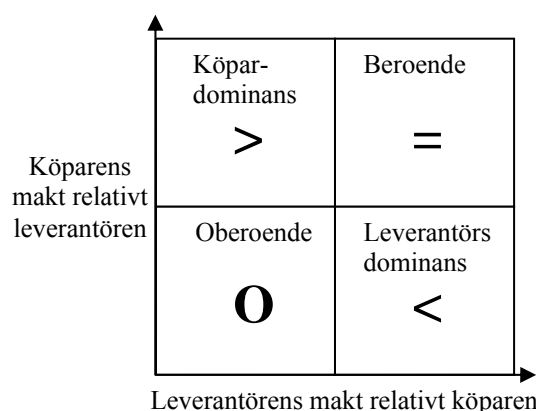 Köpar-
dominans
>
Beroende
=
Köparens
makt relativt
leverantören
Oberoende
O
Leverantörs
dominans
<
Leverantörens makt relativt köparen